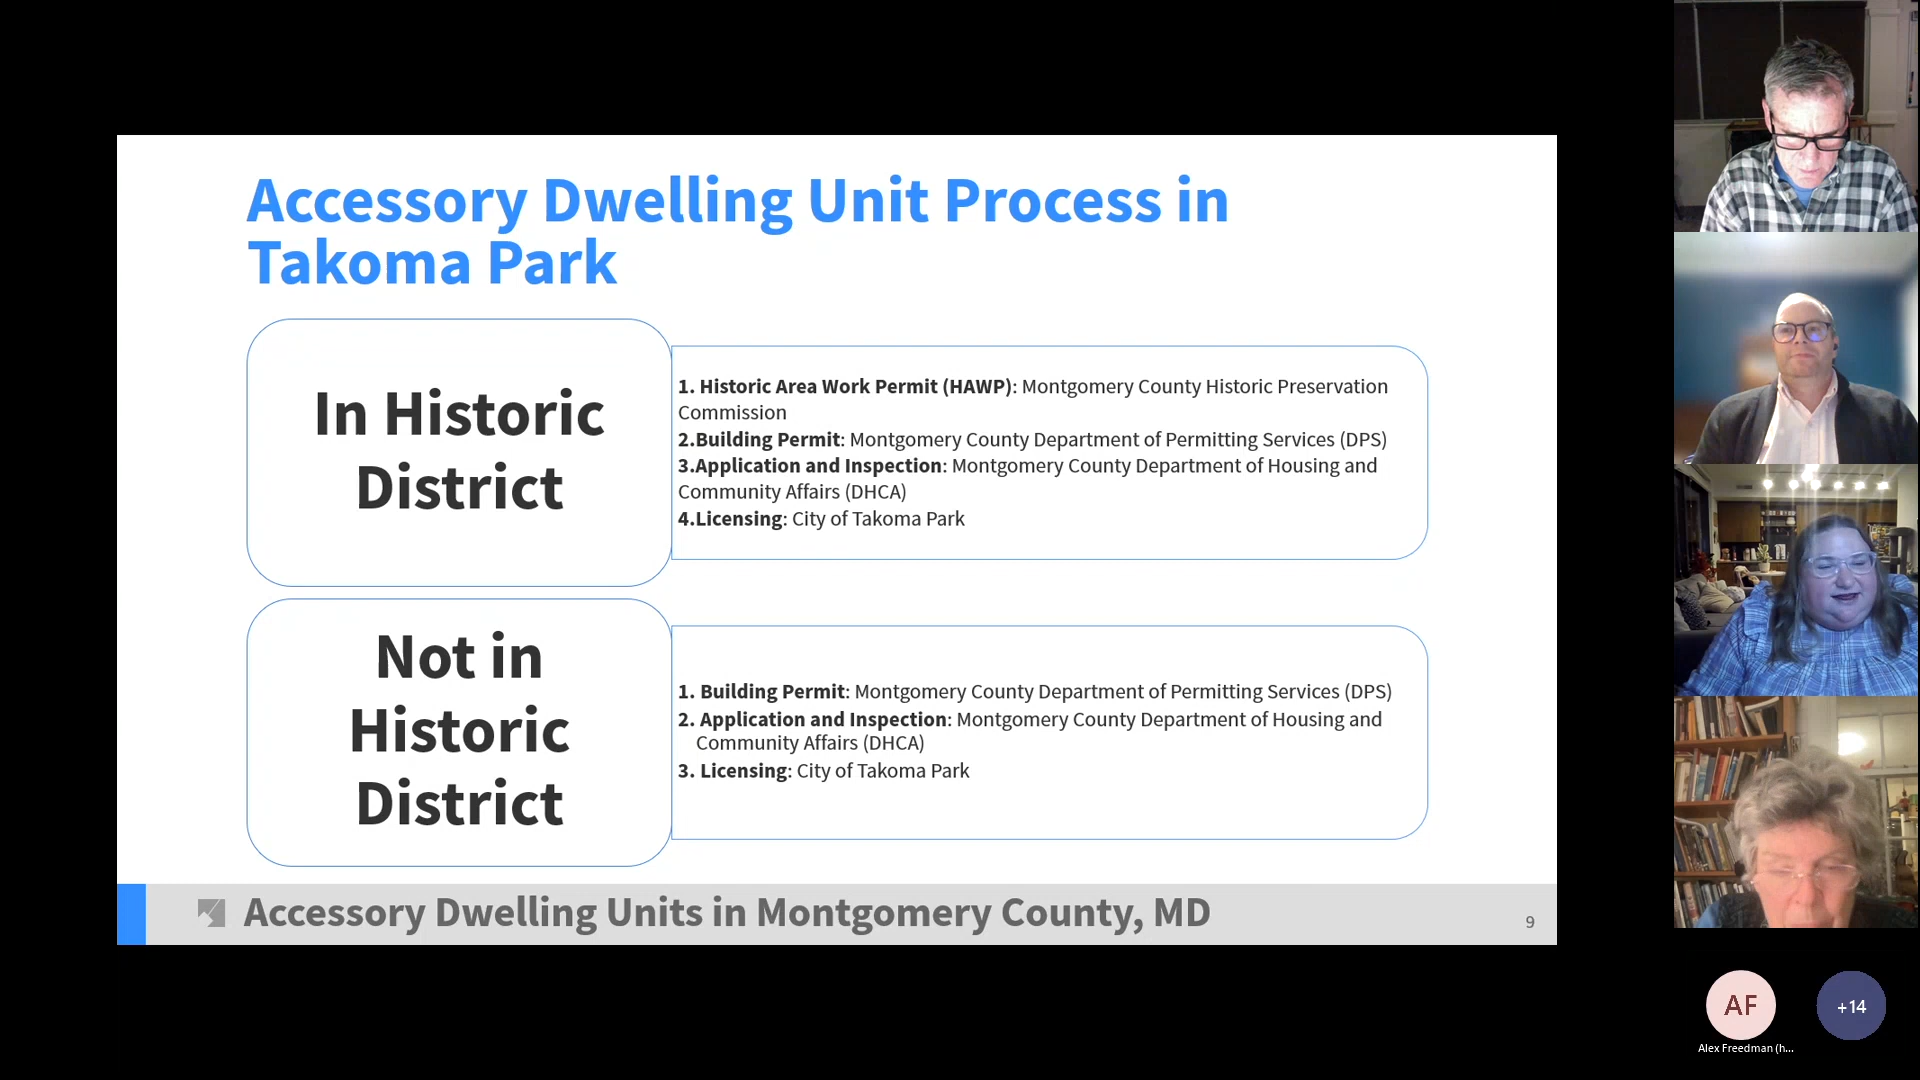 Accessory Dwelling Unit Process in
Takoma Park
In Historic
District
1. Historic Area Work Permit (HAWP): Montgomery County Historic Preservation
Commission
2.Building Permit: Montgomery County Department of Permitting Services (DPS)
3.Application and Inspection: Montgomery County Department of Housing and
Community Affairs (DHCA)
4.Licensing: City of Takoma Park
Not in
Historic
District
1. Building Permit: Montgomery County Department of Permitting Services (DPS)
2. Application and Inspection: Montgomery County Department of Housing and
Community Affairs (DHCA)
3. Licensing: City of Takoma Park
Accessory Dwelling Units in Montgomery County, MD
9
AF
+14
Alex Freedman (h...